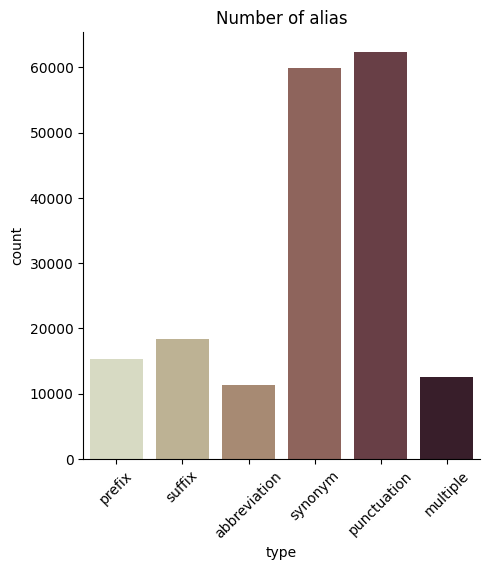 Number of alias
count
60000
50000
40000
30000
20000
10000
0
prefix
suffix
abbreviation
synonym
punctuation
multiple
type